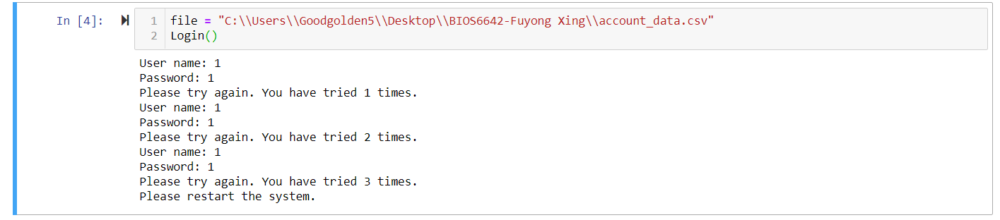 In [4]:
1 file = "C:\\Users\\Goodgolden5\\Desktop\\BIOS6642-Fuyong Xing\\account_data.csv"
2 Login()
User name: 1
Password: 1
Please try again. You have tried 1 times.
User name: 1
Password: 1
Please try again. You have tried 2 times.
User name: 1
Password: 1
Please try again. You have tried 3 times.
Please restart the system.